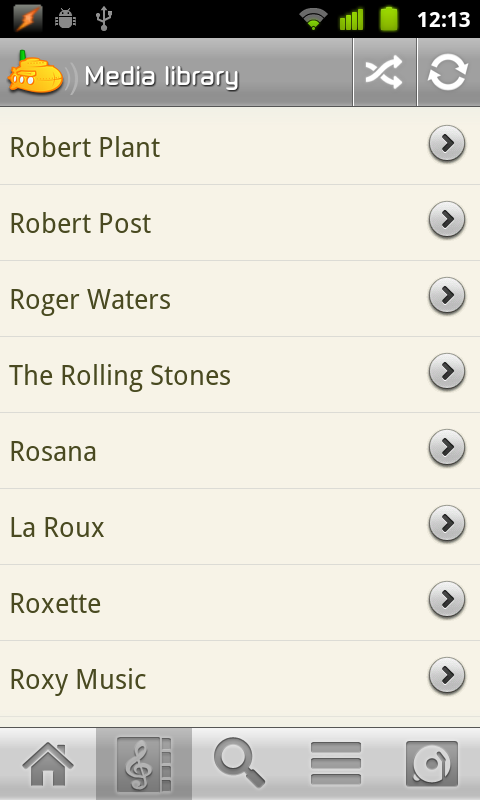 12:13
Media library
Robert Plant
Robert Post
Roger Waters
The Rolling Stones
Rosana
La Roux
Roxette
Roxy Music